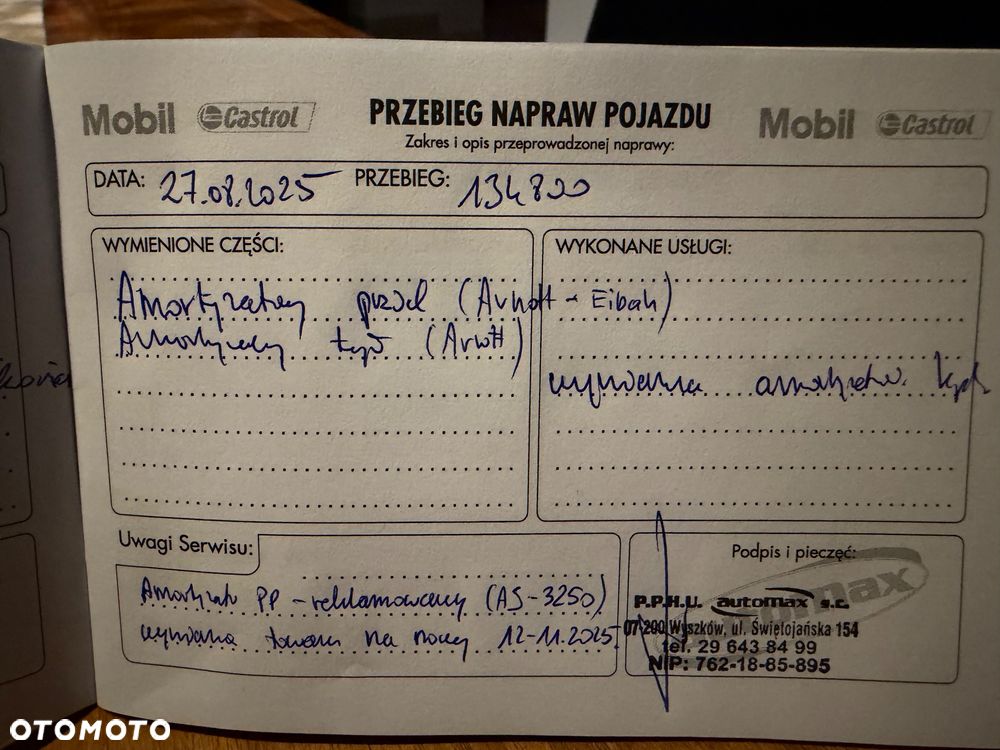 Mobil Castrol PRZEBIEG NAPRAW POJAZDU Mobil Castrol
Zakres i opis przeprowadzonej naprawy:
DATA: 27.08.2025 PRZEBIEG: 134800
WYMIENIONE CZĘŚCI:
Amortyzatory przód (Arnott - Eibach)
Amortyzatory tył (Arnott)
WYKONANE USŁUGI:
wymiana
Uwagi Serwisu:
Amortyzator PP - reklamowany (AS-3250)
wymiana towaru na nowy 12-11.2025
Podpis i pieczęć:
P.P.H.U. automax s.c.
07-200 Wyszków, ul. Świętojańska 154
tel. 29 643 84 99
NIP: 762-18-65-895
OTOMOTO